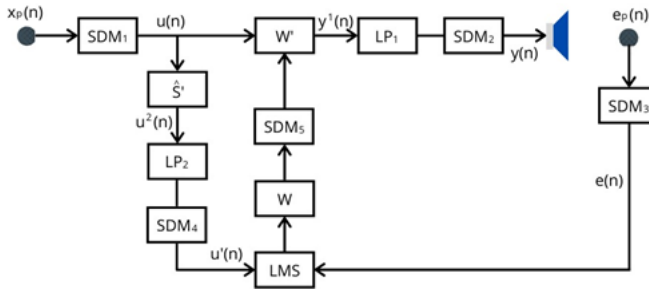 xₚ(n)
SDM₁
u(n)
W'
y¹(n)
LP₁
SDM₂
y(n)
eₚ(n)
SDM₃
e(n)
Ŝ'
u²(n)
LP₂
SDM₄
u'(n)
SDM₅
W
LMS